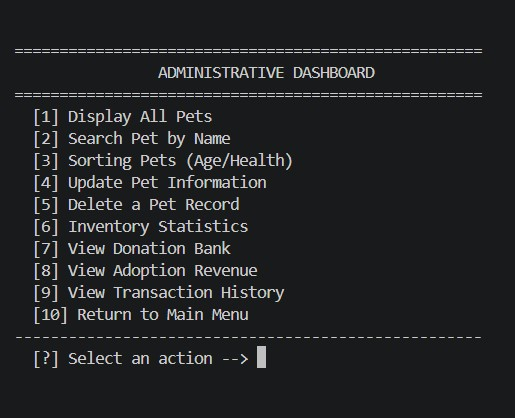 ====================================================
ADMINISTRATIVE DASHBOARD
====================================================
[1] Display All Pets
[2] Search Pet by Name
[3] Sorting Pets (Age/Health)
[4] Update Pet Information
[5] Delete a Pet Record
[6] Inventory Statistics
[7] View Donation Bank
[8] View Adoption Revenue
[9] View Transaction History
[10] Return to Main Menu
----------------------------------------------------
[?] Select an action -->